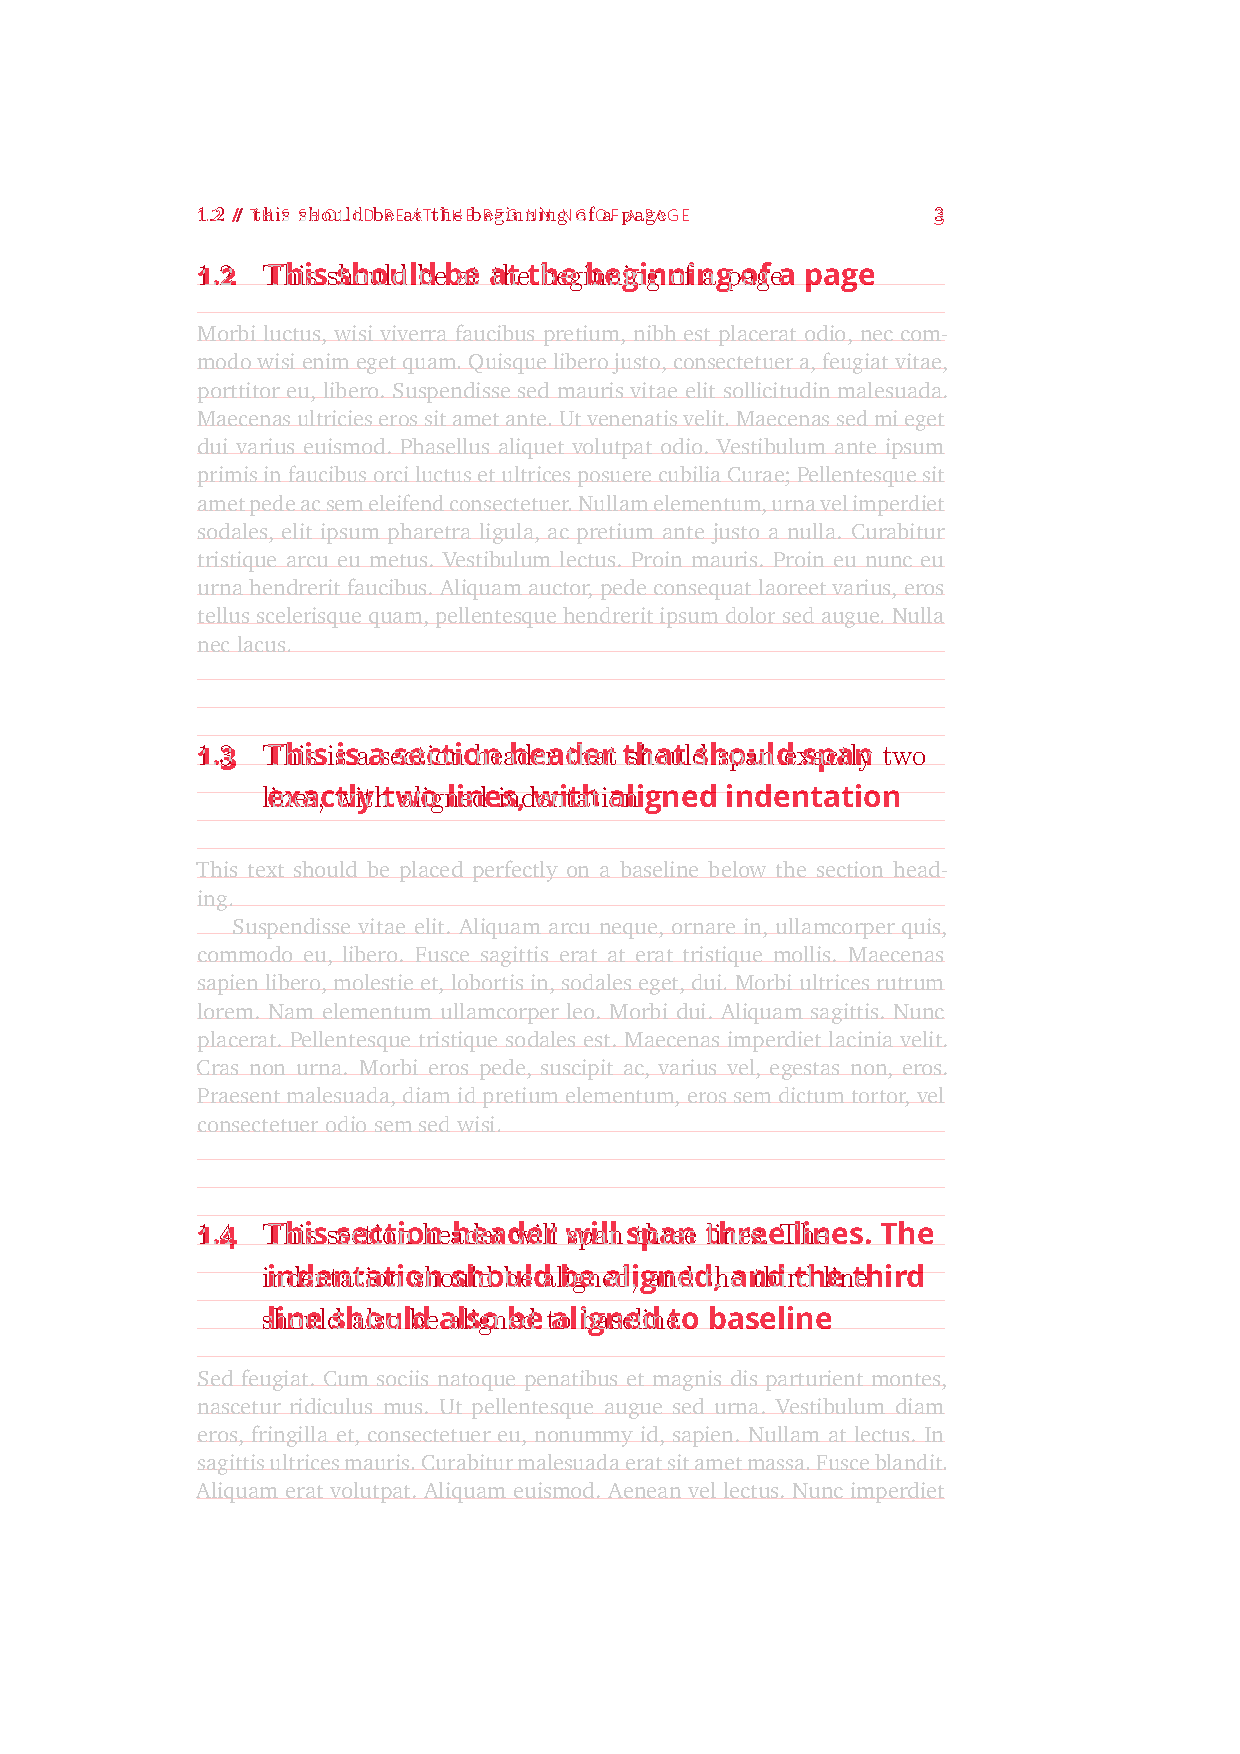 1.2 // This should be at the beginning of a page 3
1.2 This should be at the beginning of a page
Morbi luctus, wisi viverra faucibus pretium, nibh est placerat odio, nec com-
modo wisi enim eget quam. Quisque libero justo, consectetuer a, feugiat vitae,
porttitor eu, libero. Suspendisse sed mauris vitae elit sollicitudin malesuada.
Maecenas ultricies eros sit amet ante. Ut venenatis velit. Maecenas sed mi eget
dui varius euismod. Phasellus aliquet volutpat odio. Vestibulum ante ipsum
primis in faucibus orci luctus et ultrices posuere cubilia Curae; Pellentesque sit
amet pede ac sem eleifend consectetuer. Nullam elementum, urna vel imperdiet
sodales, elit ipsum pharetra ligula, ac pretium ante justo a nulla. Curabitur
tristique arcu eu metus. Vestibulum lectus. Proin mauris. Proin eu nunc eu
urna hendrerit faucibus. Aliquam auctor, pede consequat laoreet varius, eros
tellus scelerisque quam, pellentesque hendrerit ipsum dolor sed augue. Nulla
nec lacus.
1.3 This is a section header that should span
exactly two lines, with aligned indentation
This text should be placed perfectly on a baseline below the section head-
ing.
Suspendisse vitae elit. Aliquam arcu neque, ornare in, ullamcorper quis,
commodo eu, libero. Fusce sagittis erat at erat tristique mollis. Maecenas
sapien libero, molestie et, lobortis in, sodales eget, dui. Morbi ultrices rutrum
lorem. Nam elementum ullamcorper leo. Morbi dui. Aliquam sagittis. Nunc
placerat. Pellentesque tristique sodales est. Maecenas imperdiet lacinia velit.
Cras non urna. Morbi eros pede, suscipit ac, varius vel, egestas non, eros.
Praesent malesuada, diam id pretium elementum, eros sem dictum tortor, vel
consectetuer odio sem sed wisi.
1.4 This section header will span three lines. The
indentation should be aligned, and the third
line should also be aligned to baseline
Sed feugiat. Cum sociis natoque penatibus et magnis dis parturient montes,
nascetur ridiculus mus. Ut pellentesque augue sed urna. Vestibulum diam
eros, fringilla et, consectetuer eu, nonummy id, sapien. Nullam at lectus. In
sagittis ultrices mauris. Curabitur malesuada erat sit amet massa. Fusce blandit.
Aliquam erat volutpat. Aliquam euismod. Aenean vel lectus. Nunc imperdiet